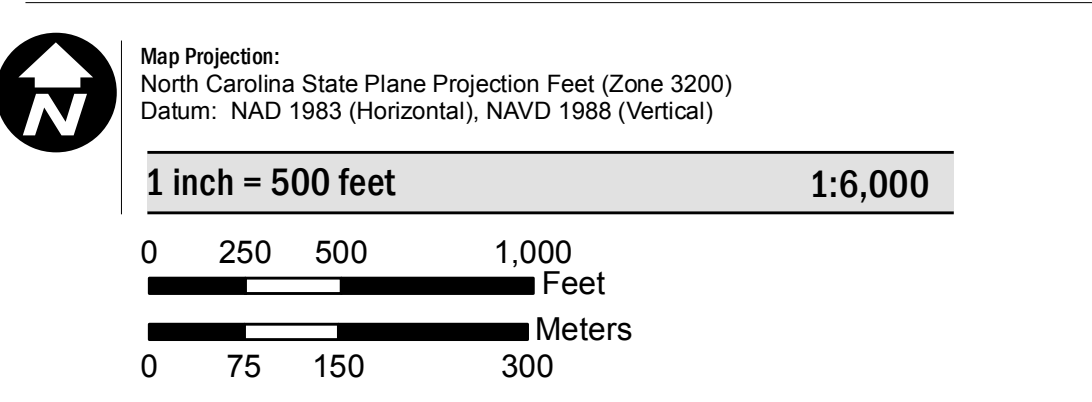 N
Map Projection:
North Carolina State Plane Projection Feet (Zone 3200)
Datum: NAD 1983 (Horizontal), NAVD 1988 (Vertical)
1 inch = 500 feet 1:6,000
0 250 500 1,000
Feet
Meters
0 75 150 300